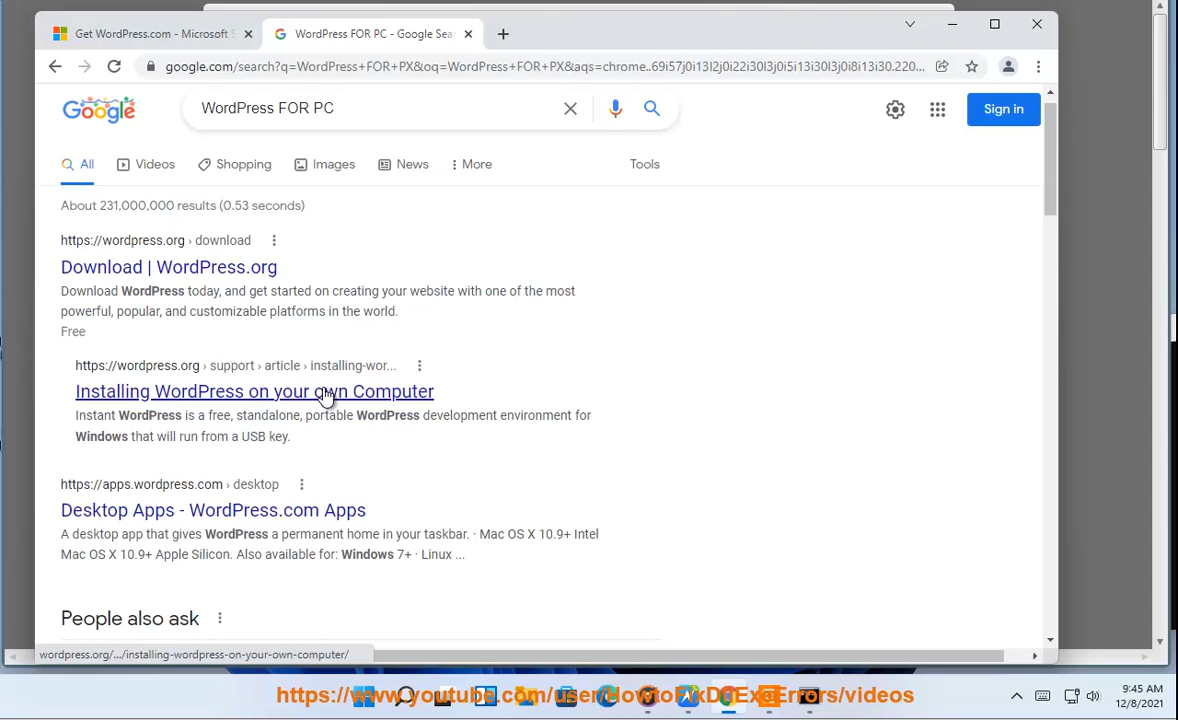 Get WordPress.com - Microsoft S
WordPress FOR PC - Google Sea
google.com/search?q=WordPress+FOR+PX&oq=WordPress+FOR+PX&aqs=chrome..69i57j0i13l2j0i22i30l3j0i5i13i30l3j0i8i13i30.220...
Google
WordPress FOR PC
Sign in
All
Videos
Shopping
Images
News
More
Tools
About 231,000,000 results (0.53 seconds)
https://wordpress.org › download
Download | WordPress.org
Download WordPress today, and get started on creating your website with one of the most
powerful, popular, and customizable platforms in the world.
Free
https://wordpress.org › support › article › installing-wor...
Installing WordPress on your own Computer
Instant WordPress is a free, standalone, portable WordPress development environment for
Windows that will run from a USB key.
https://apps.wordpress.com › desktop
Desktop Apps - WordPress.com Apps
A desktop app that gives WordPress a permanent home in your taskbar. · Mac OS X 10.9+ Intel
Mac OS X 10.9+ Apple Silicon. Also available for: Windows 7+ · Linux ...
People also ask
wordpress.org/.../installing-wordpress-on-your-own-computer/
https://www.youtube.com/user/HowtoFixDllExeErrors/videos
9:45 AM
12/8/2021